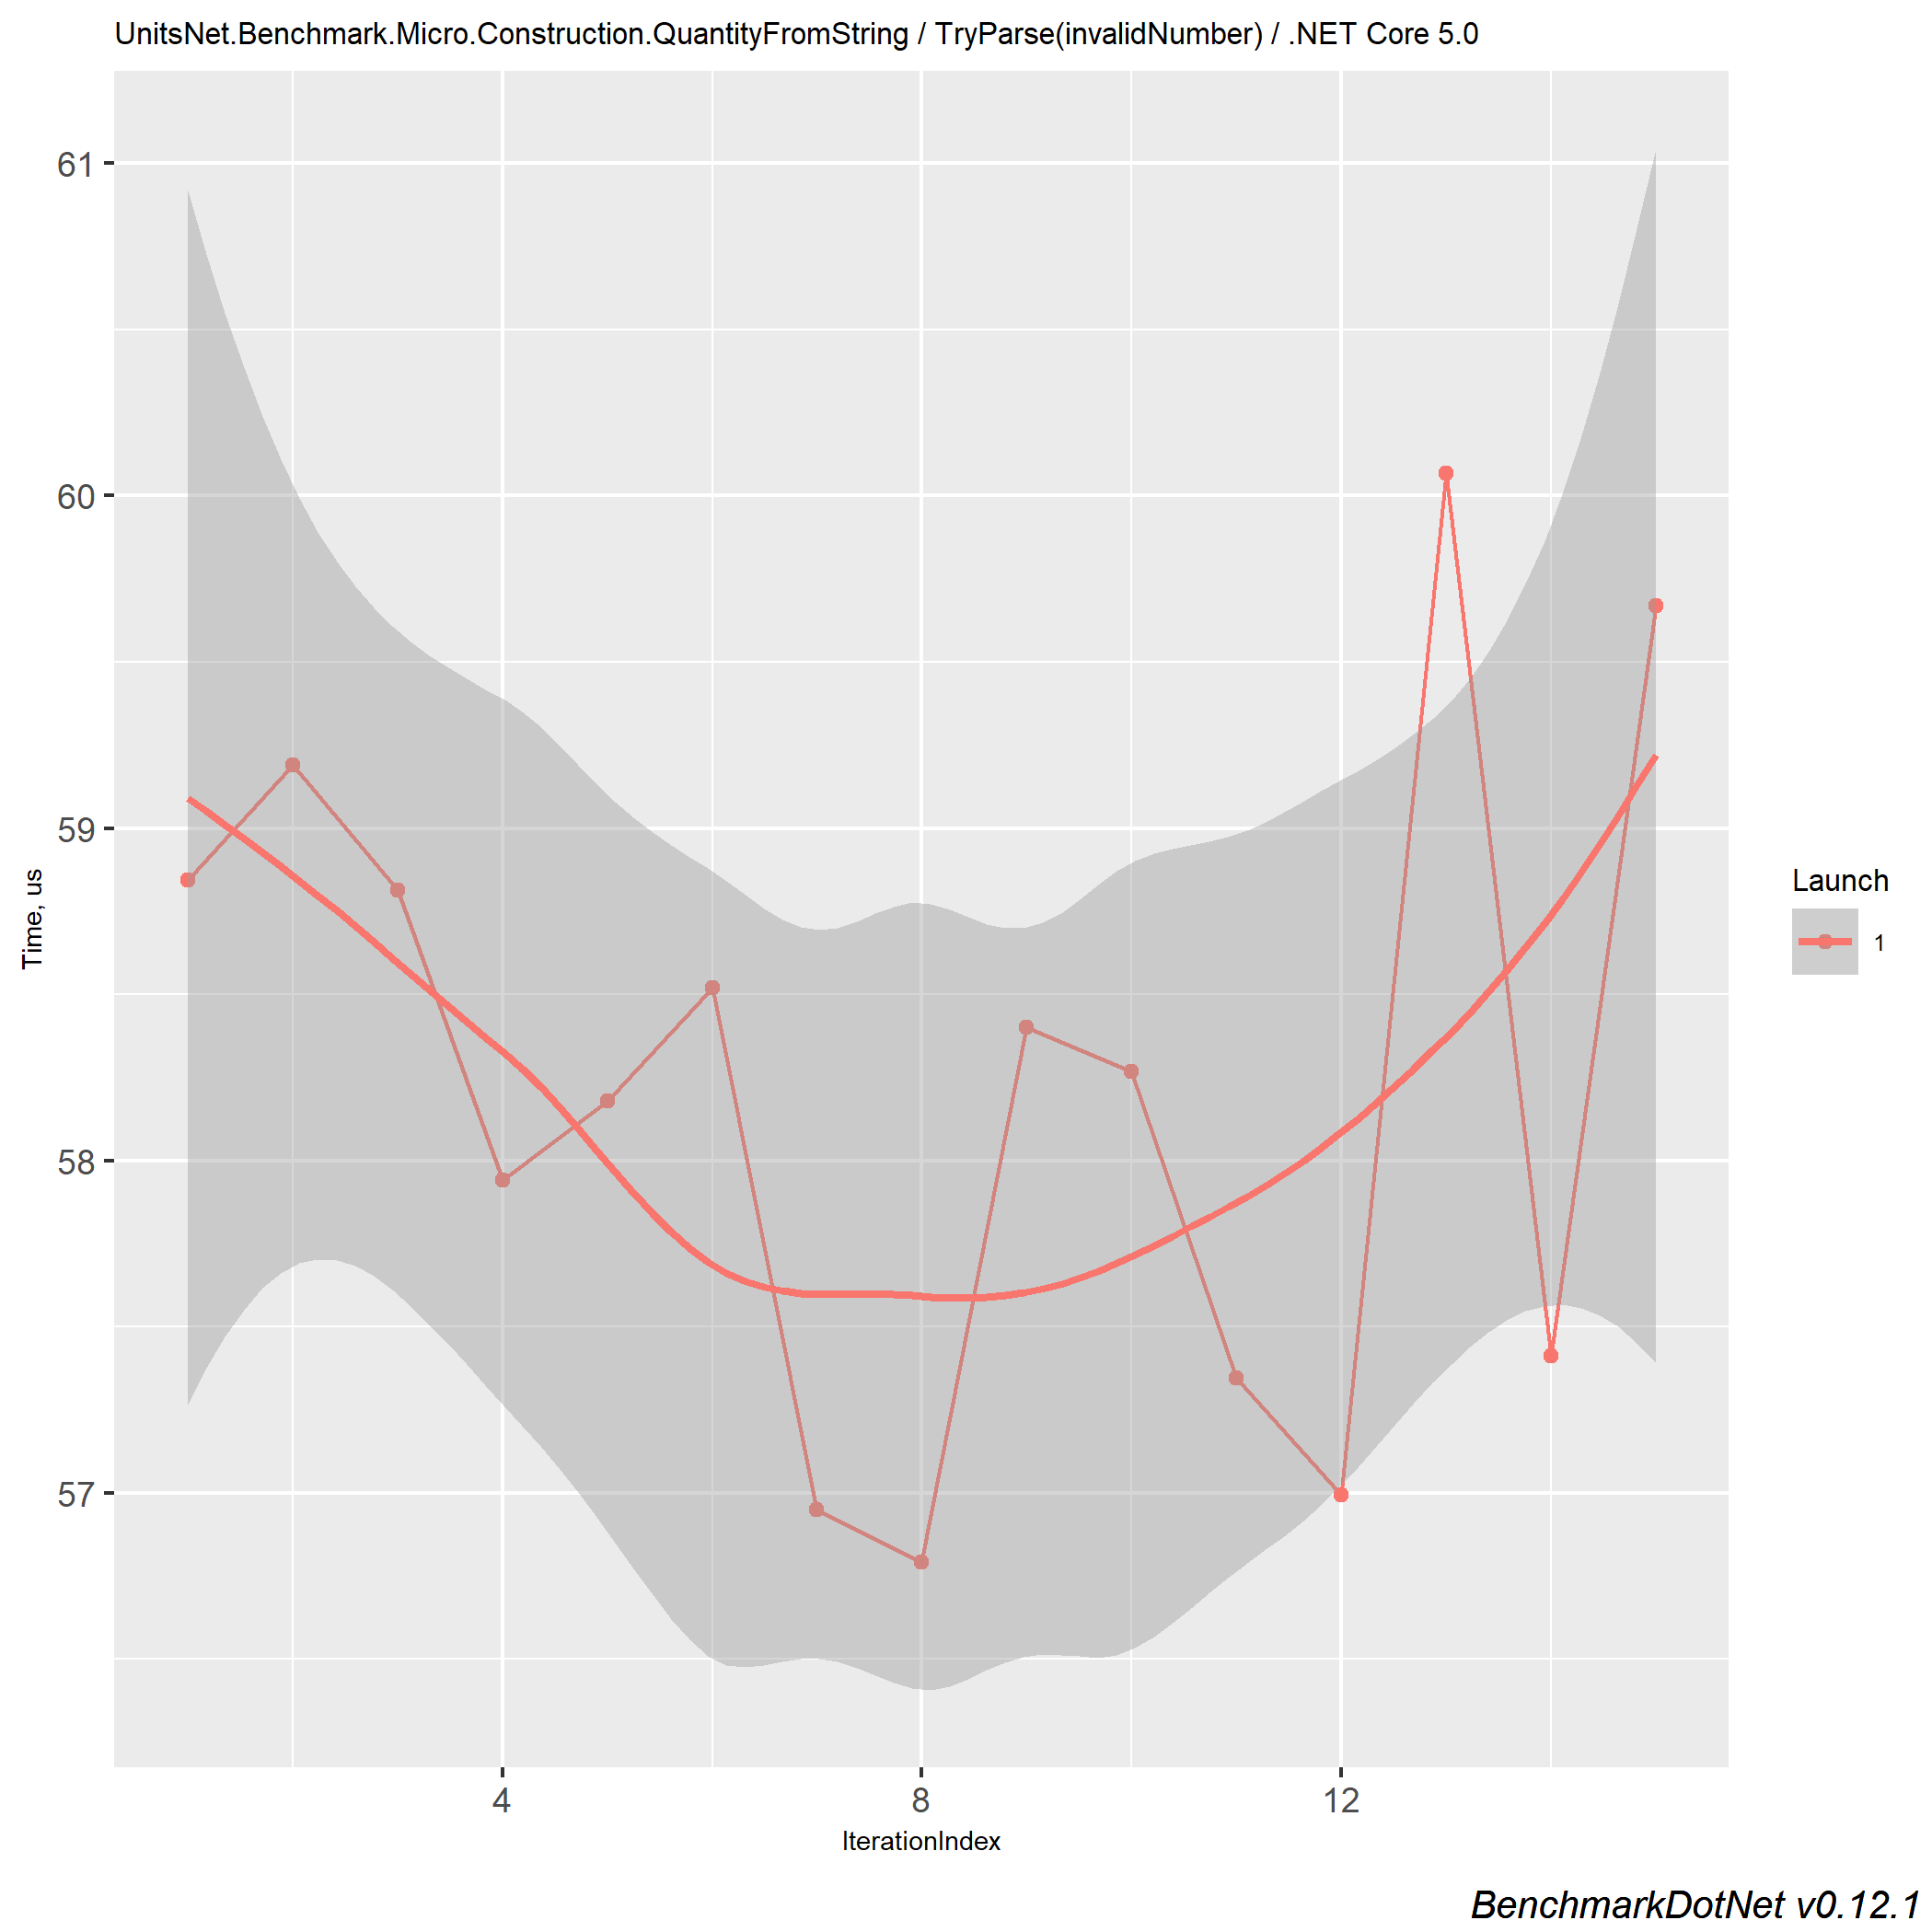 UnitsNet.Benchmark.Micro.Construction.QuantityFromString / TryParse(invalidNumber) / .NET Core 5.0
61
60
59
58
57
Time, us
4
8
12
IterationIndex
Launch
1
BenchmarkDotNet v0.12.1